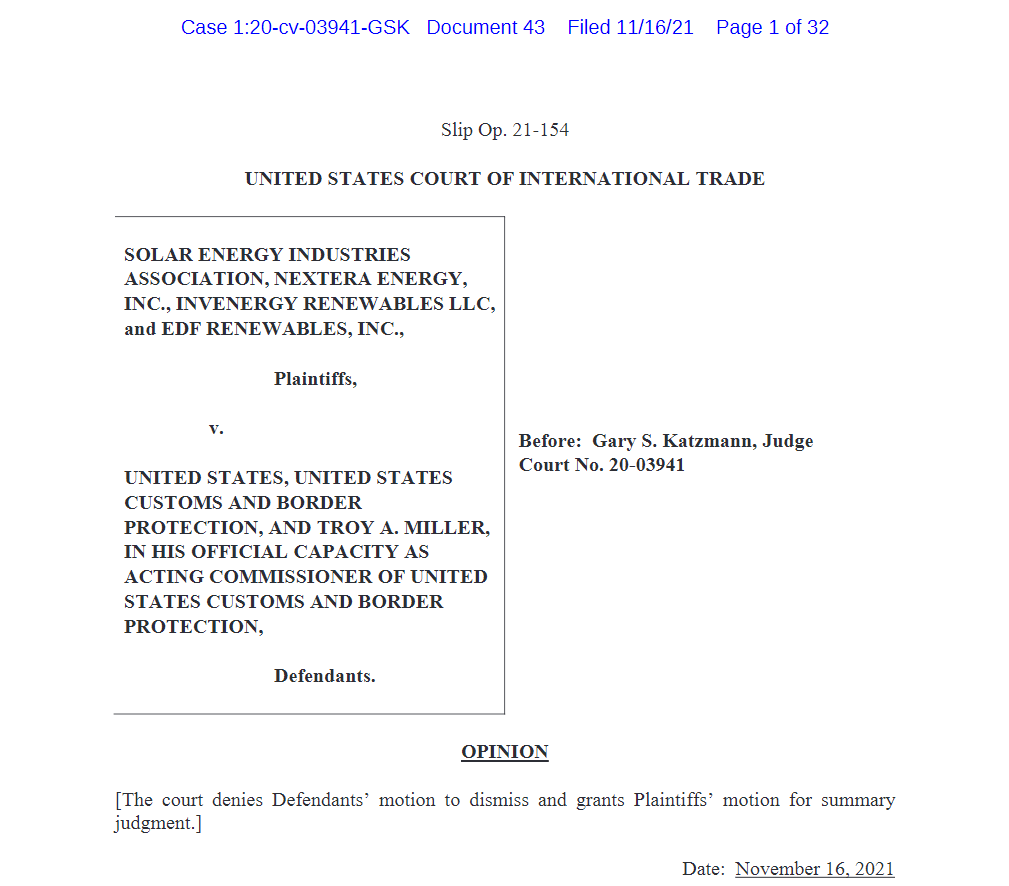 Case 1:20-cv-03941-GSK Document 43 Filed 11/16/21 Page 1 of 32
Slip Op. 21-154
UNITED STATES COURT OF INTERNATIONAL TRADE
SOLAR ENERGY INDUSTRIES
ASSOCIATION, NEXTERA ENERGY,
INC., INVENERGY RENEWABLES LLC,
and EDF RENEWABLES, INC.,
Plaintiffs,
v.
UNITED STATES, UNITED STATES
CUSTOMS AND BORDER
PROTECTION, AND TROY A. MILLER,
IN HIS OFFICIAL CAPACITY AS
ACTING COMMISSIONER OF UNITED
STATES CUSTOMS AND BORDER
PROTECTION,
Defendants.
Before: Gary S. Katzmann, Judge
Court No. 20-03941
OPINION
[The court denies Defendants’ motion to dismiss and grants Plaintiffs’ motion for summary
judgment.]
Date: November 16, 2021